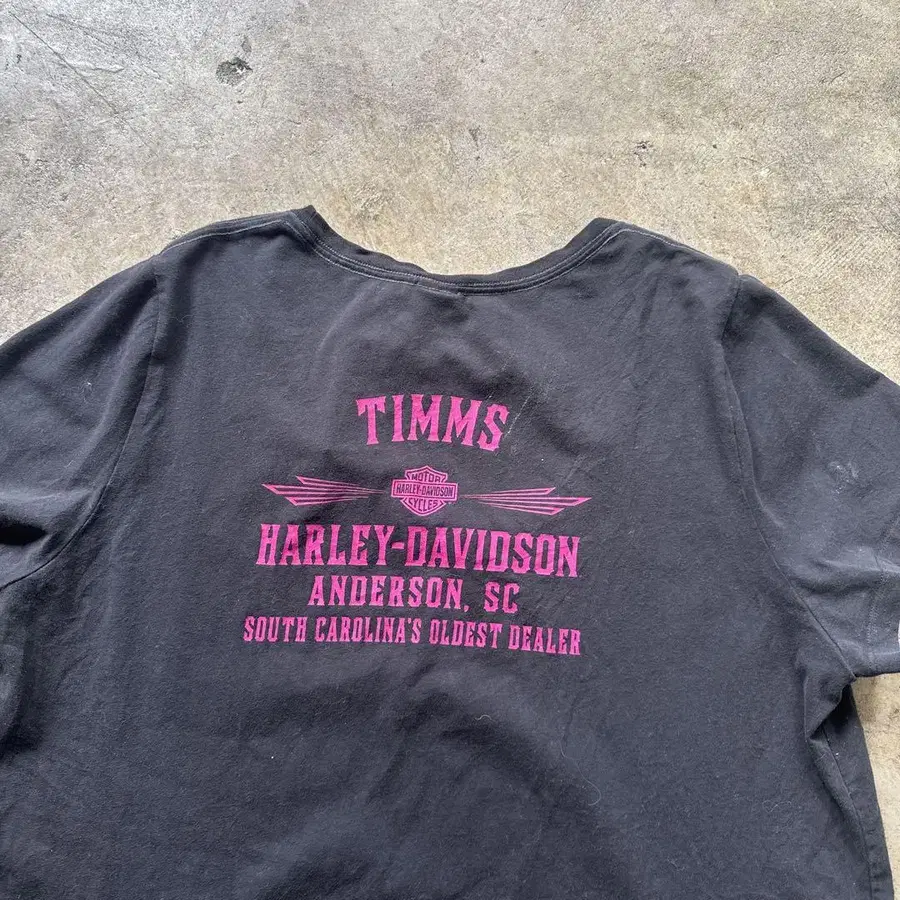 TIMMS
MOTOR
HARLEY-DAVIDSON
CYCLES
HARLEY-DAVIDSON
ANDERSON, SC
SOUTH CAROLINA'S OLDEST DEALER